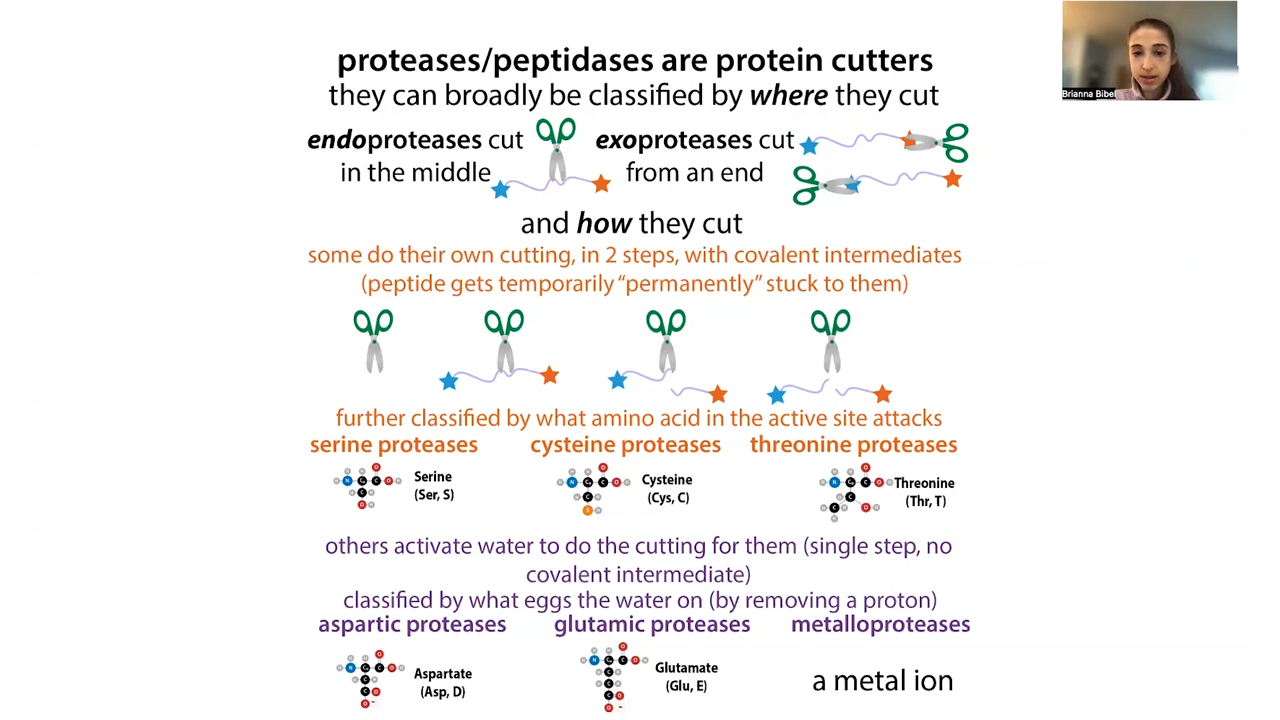 proteases/peptidases are protein cutters
they can broadly be classified by where they cut
endoproteases cut
in the middle
exoproteases cut
from an end
and how they cut
some do their own cutting, in 2 steps, with covalent intermediates
(peptide gets temporarily “permanently” stuck to them)
further classified by what amino acid in the active site attacks
serine proteases
cysteine proteases
threonine proteases
Serine
(Ser, S)
Cysteine
(Cys, C)
Threonine
(Thr, T)
others activate water to do the cutting for them (single step, no
covalent intermediate)
classified by what eggs the water on (by removing a proton)
aspartic proteases
glutamic proteases
metalloproteases
Aspartate
(Asp, D)
Glutamate
(Glu, E)
a metal ion
Brianna Bibel